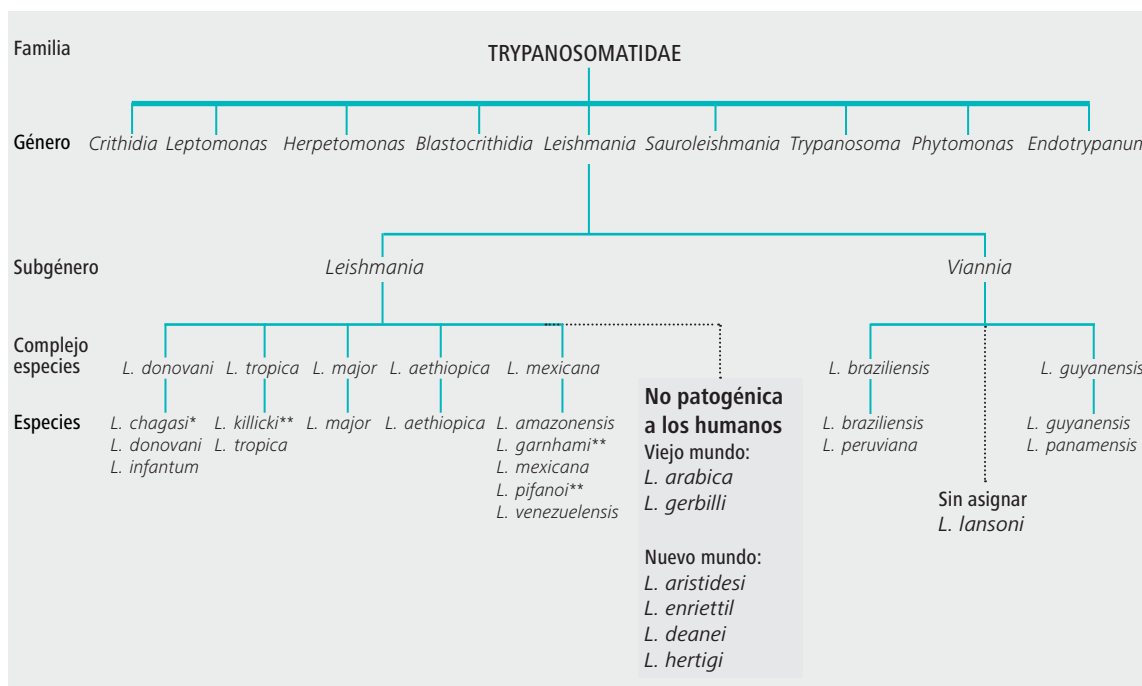 Familia
TRYPANOSOMATIDAE
Género
Crithidia Leptomonas Herpetomonas Blastocrithidia Leishmania Sauroleishmania Trypanosoma Phytomonas Endotrypanum
Subgénero
Leishmania
Viannia
Complejo
especies
L. donovani L. tropica L. major L. aethiopica L. mexicana
L. braziliensis
L. guyanensis
Especies
L. chagasi*
L. donovani
L. infantum
L. killicki**
L. tropica
L. major
L. aethiopica
L. amazonensis
L. garnhami**
L. mexicana
L. pifanoi**
L. venezuelensis
No patogénica
a los humanos
Viejo mundo:
L. arabica
L. gerbilli
Nuevo mundo:
L. aristidesi
L. enriettil
L. deanei
L. hertigi
L. braziliensis
L. peruviana
Sin asignar
L. lansoni
L. guyanensis
L. panamensis